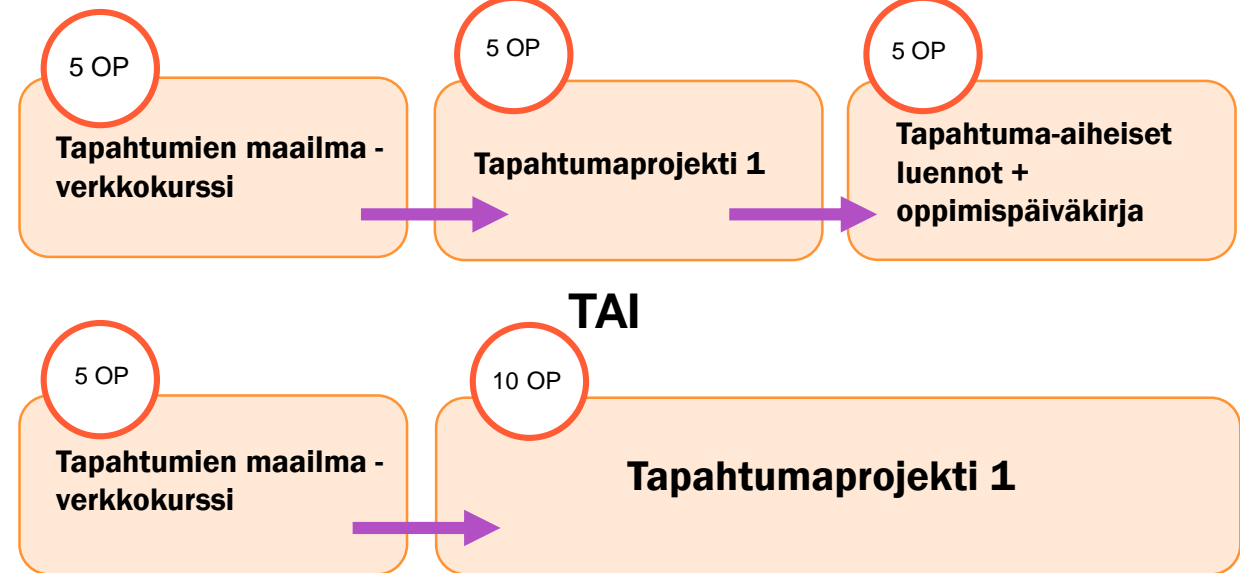 5 OP
Tapahtumien maailma -
verkkokurssi
5 OP
Tapahtumaprojekti 1
5 OP
Tapahtuma-aiheiset
luennot +
oppimispäiväkirja
TAI
5 OP
Tapahtumien maailma -
verkkokurssi
10 OP
Tapahtumaprojekti 1